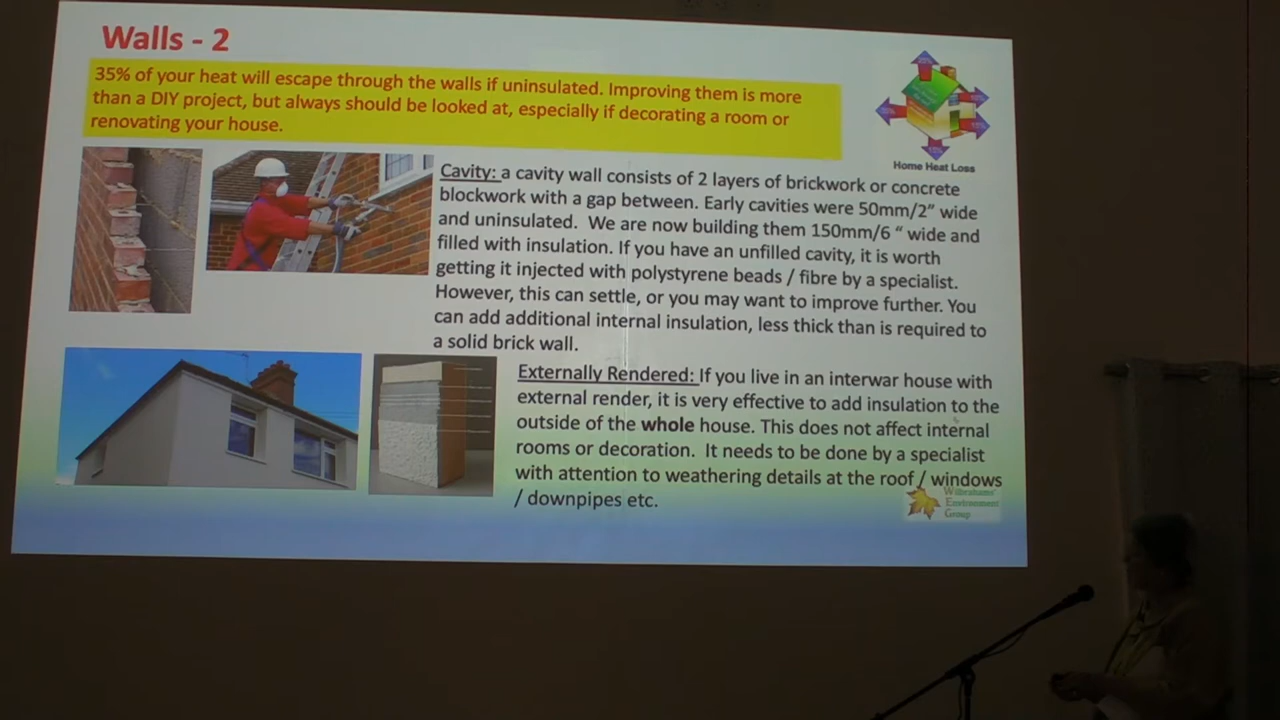 Walls - 2
35% of your heat will escape through the walls if uninsulated. Improving them is more
than a DIY project, but always should be looked at, especially if decorating a room or
renovating your house.
Home Heat Loss
Cavity: a cavity wall consists of 2 layers of brickwork or concrete
blockwork with a gap between. Early cavities were 50mm/2” wide
and uninsulated.  We are now building them 150mm/6 “ wide and
filled with insulation. If you have an unfilled cavity, it is worth
getting it injected with polystyrene beads / fibre by a specialist.
However, this can settle, or you may want to improve further. You
can add additional internal insulation, less thick than is required to
a solid brick wall.
Externally Rendered: If you live in an interwar house with
external render, it is very effective to add insulation to the
outside of the whole house. This does not affect internal
rooms or decoration.  It needs to be done by a specialist
with attention to weathering details at the roof / windows
/ downpipes etc.
Wilbrahams'
Environment
Group